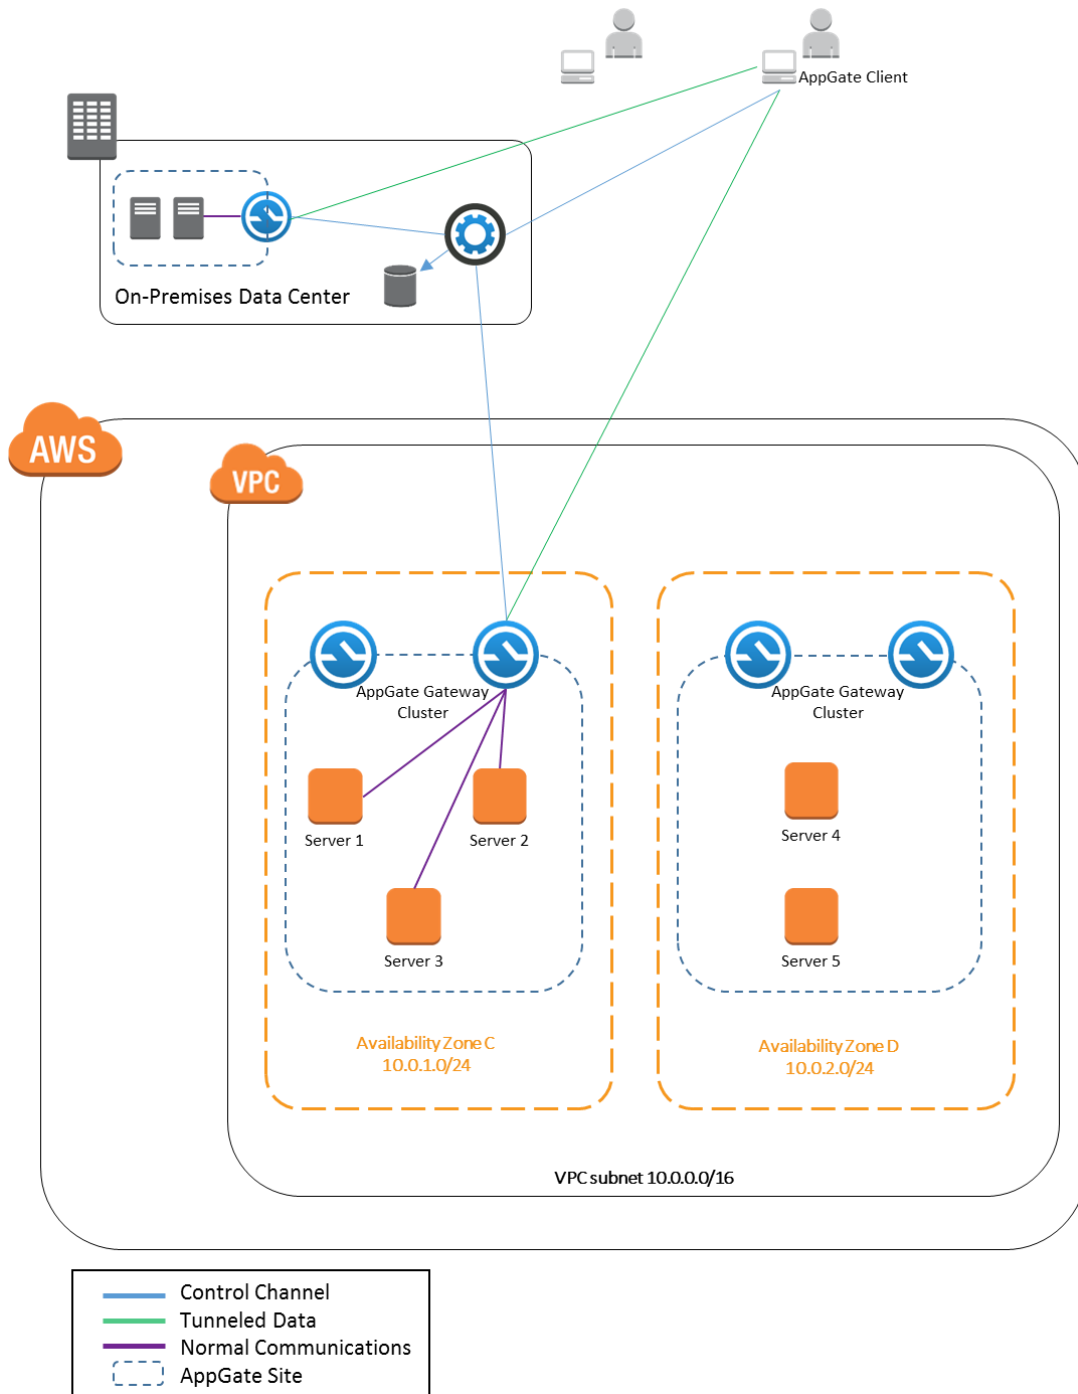 AppGate Client
On-Premises Data Center
AWS
VPC
AppGate Gateway
Cluster
AppGate Gateway
Cluster
Server 1
Server 2
Server 4
Server 3
Server 5
Availability Zone C
10.0.1.0/24
Availability Zone D
10.0.2.0/24
VPC subnet 10.0.0.0/16
Control Channel
Tunneled Data
Normal Communications
AppGate Site